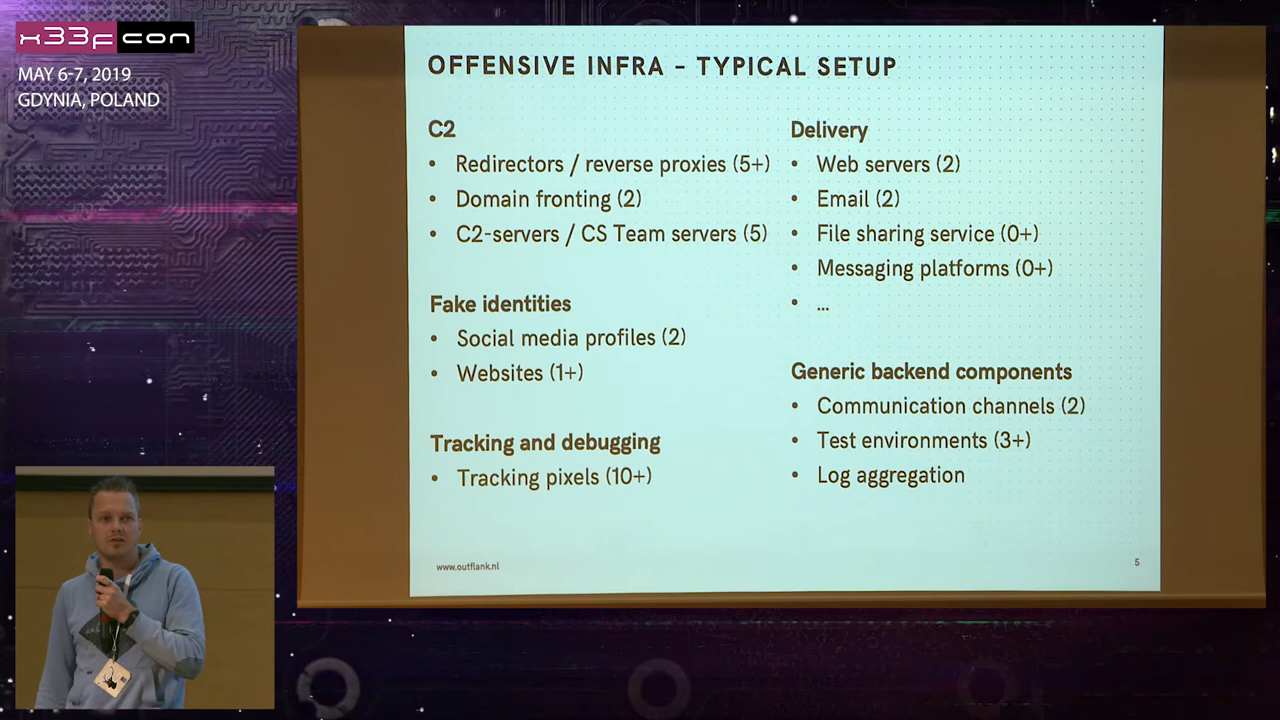 x33fcon
MAY 6-7, 2019
GDYNIA, POLAND
OFFENSIVE INFRA – TYPICAL SETUP
C2
• Redirectors / reverse proxies (5+)
• Domain fronting (2)
• C2-servers / CS Team servers (5)
Fake identities
• Social media profiles (2)
• Websites (1+)
Tracking and debugging
• Tracking pixels (10+)
Delivery
• Web servers (2)
• Email (2)
• File sharing service (0+)
• Messaging platforms (0+)
• ...
Generic backend components
• Communication channels (2)
• Test environments (3+)
• Log aggregation
www.outflank.nl
5